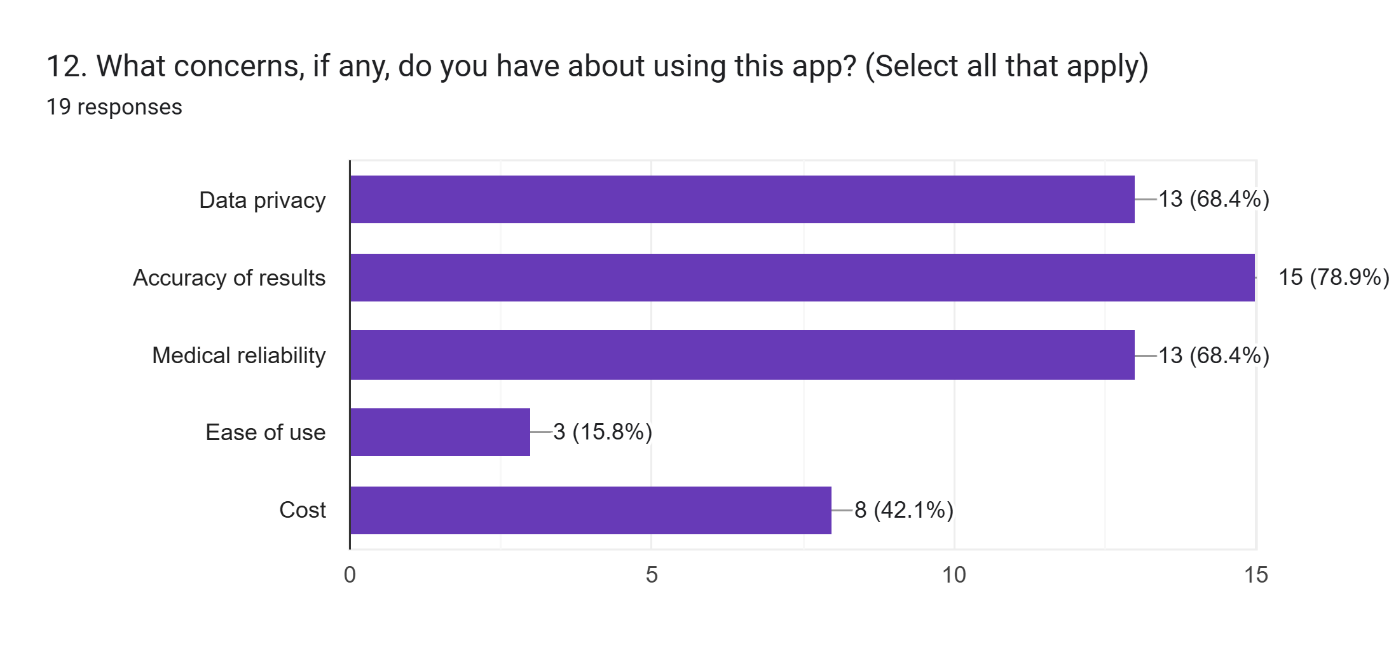 12. What concerns, if any, do you have about using this app? (Select all that apply)
19 responses
Data privacy 13 (68.4%)
Accuracy of results 15 (78.9%)
Medical reliability 13 (68.4%)
Ease of use 3 (15.8%)
Cost 8 (42.1%)
0 5 10 15